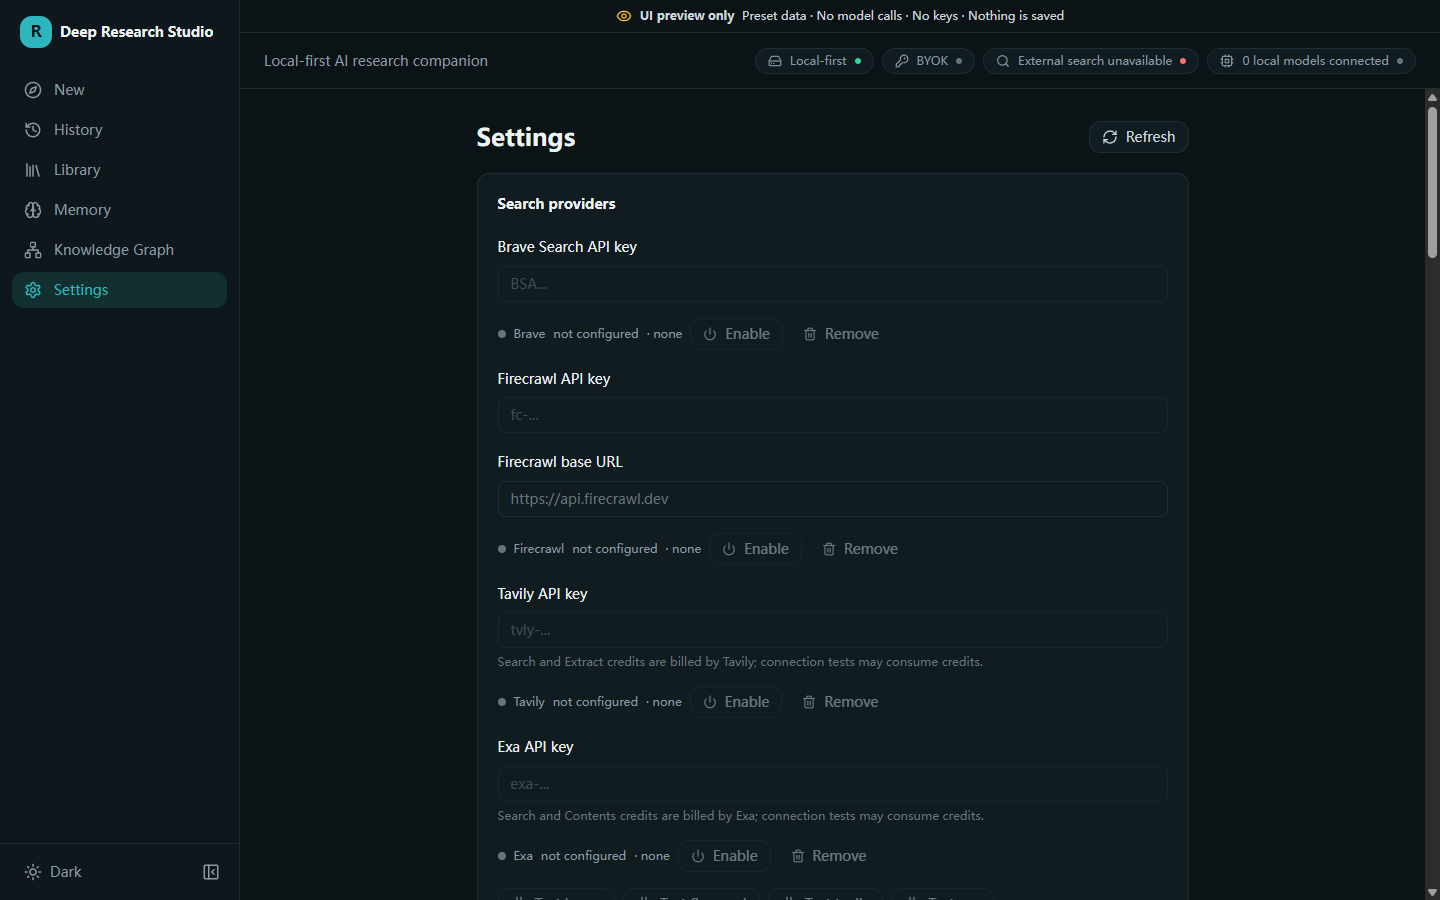 R Deep Research Studio
New
History
Library
Memory
Knowledge Graph
Settings
Dark
UI preview only Preset data · No model calls · No keys · Nothing is saved
Local-first AI research companion
Local-first
BYOK
External search unavailable
0 local models connected
Settings
Refresh
Search providers
Brave Search API key
BSA...
Brave not configured · none Enable Remove
Firecrawl API key
fc-...
Firecrawl base URL
https://api.firecrawl.dev
Firecrawl not configured · none Enable Remove
Tavily API key
tvly-...
Search and Extract credits are billed by Tavily; connection tests may consume credits.
Tavily not configured · none Enable Remove
Exa API key
exa-...
Search and Contents credits are billed by Exa; connection tests may consume credits.
Exa not configured · none Enable Remove